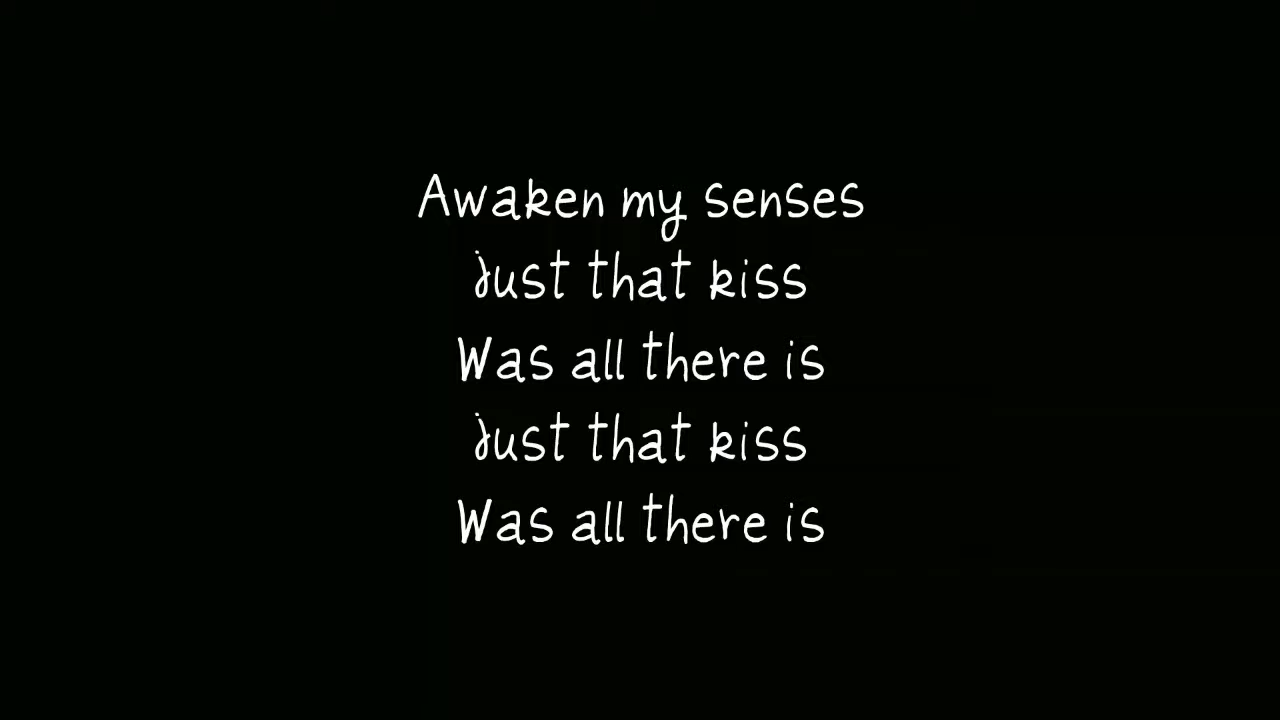 Awaken my senses
Just that kiss
Was all there is
Just that kiss
Was all there is